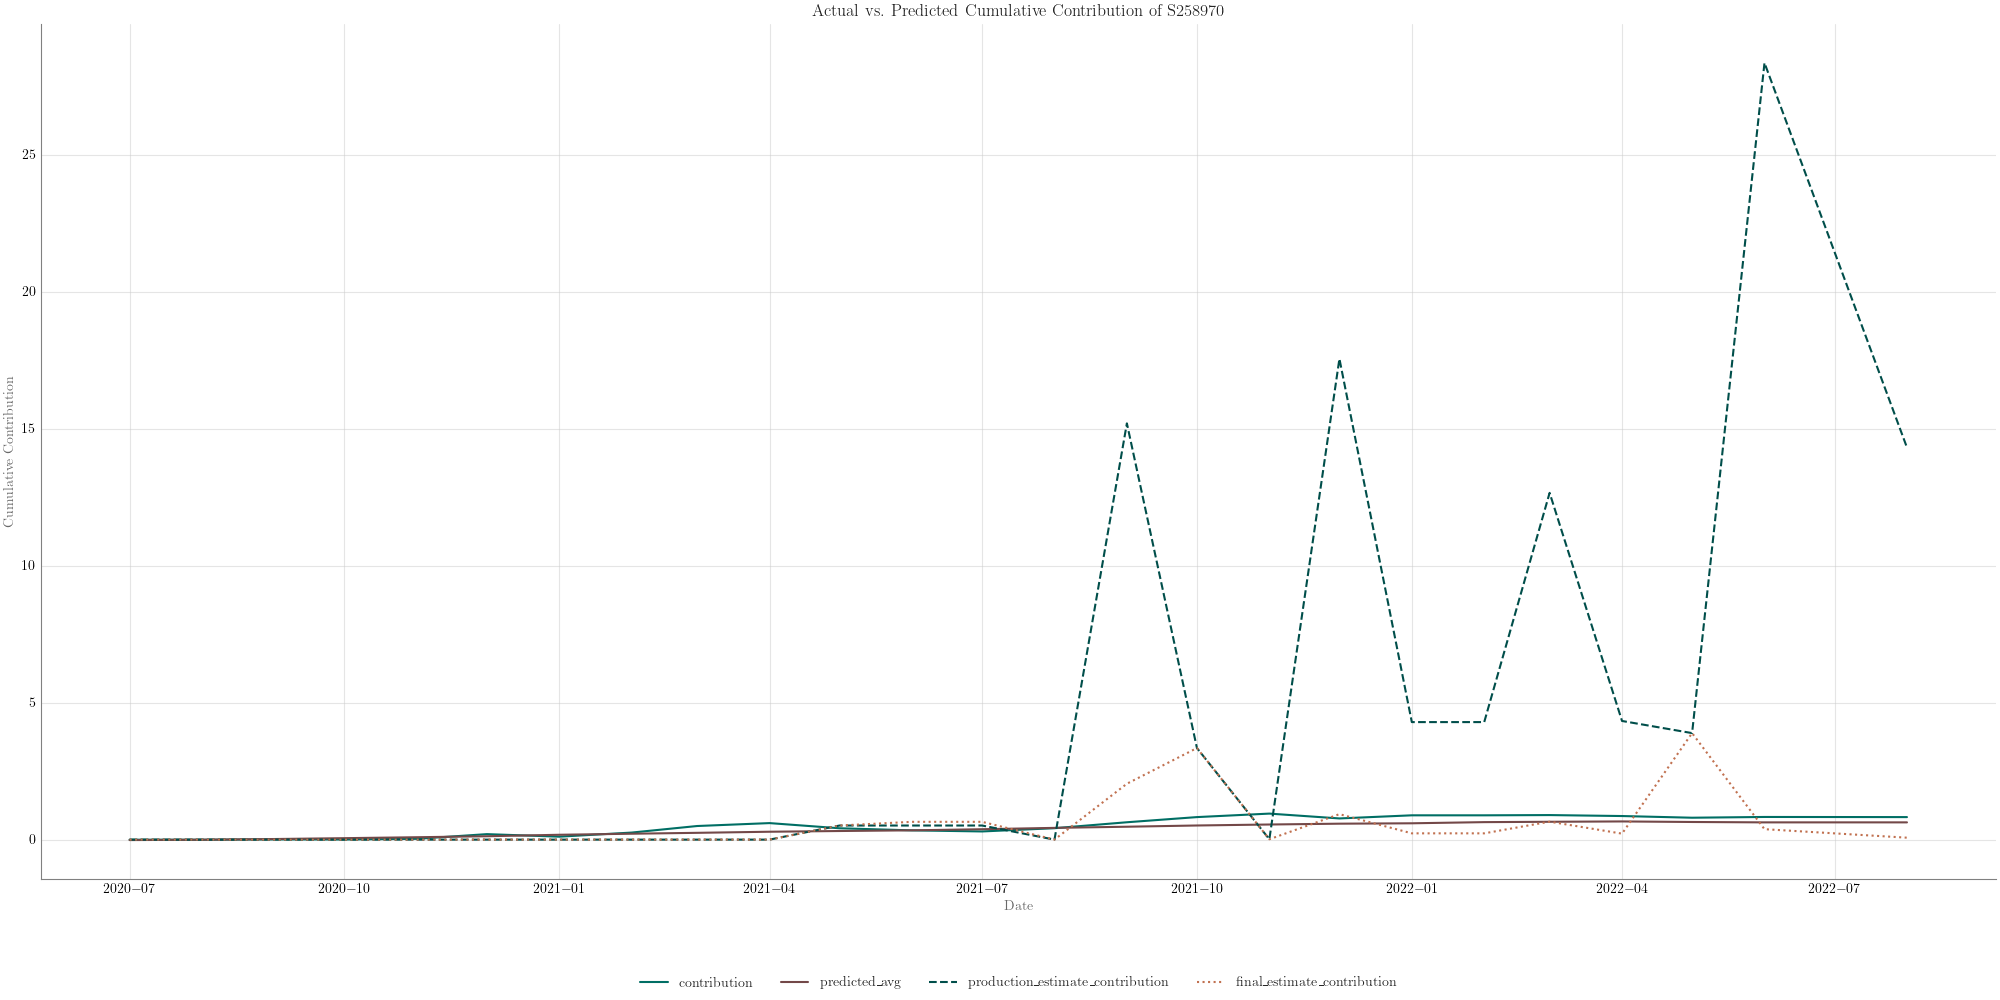 Actual vs. Predicted Cumulative Contribution of S258970
Cumulative Contribution
25
20
15
10
5
0
2020−07 2020−10 2021−01 2021−04 2021−07 2021−10 2022−01 2022−04 2022−07
Date
contribution predicted_avg production_estimate_contribution final_estimate_contribution